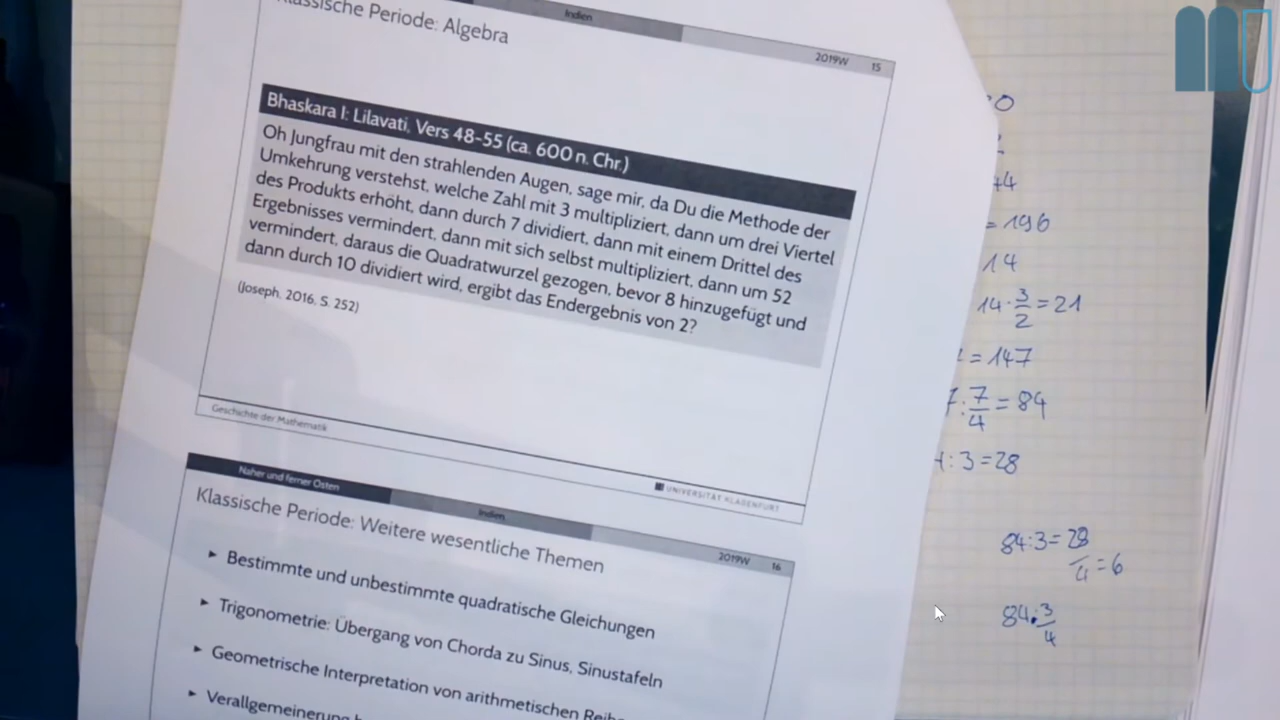 Indien
Klassische Periode: Algebra
2019W 15
Bhaskara I: Lilavati, Vers 48-55 (ca. 600 n. Chr.)
Oh Jungfrau mit den strahlenden Augen, sage mir, da Du die Methode der
Umkehrung verstehst, welche Zahl mit 3 multipliziert, dann um drei Viertel
des Produkts erhöht, dann durch 7 dividiert, dann mit einem Drittel des
Ergebnisses vermindert, dann mit sich selbst multipliziert, dann um 52
vermindert, daraus die Quadratwurzel gezogen, bevor 8 hinzugefügt und
dann durch 10 dividiert wird, ergibt das Endergebnis von 2?
(Joseph, 2016, S. 252)
Geschichte der Mathematik
UNIVERSITÄT KLAGENFURT
Naher und ferner Osten
Indien
Klassische Periode: Weitere wesentliche Themen
2019W 16
▸ Bestimmte und unbestimmte quadratische Gleichungen
▸ Trigonometrie: Übergang von Chorda zu Sinus, Sinustafeln
▸ Geometrische Interpretation von arithmetischen
▸ Verallgemeinerung
0
+4
= 196
14
14 · 3/2 = 21
= 147
: 7/4 = 84
: 3 = 28
84 : 3 = 28
/4 = 6
84 : 3/4